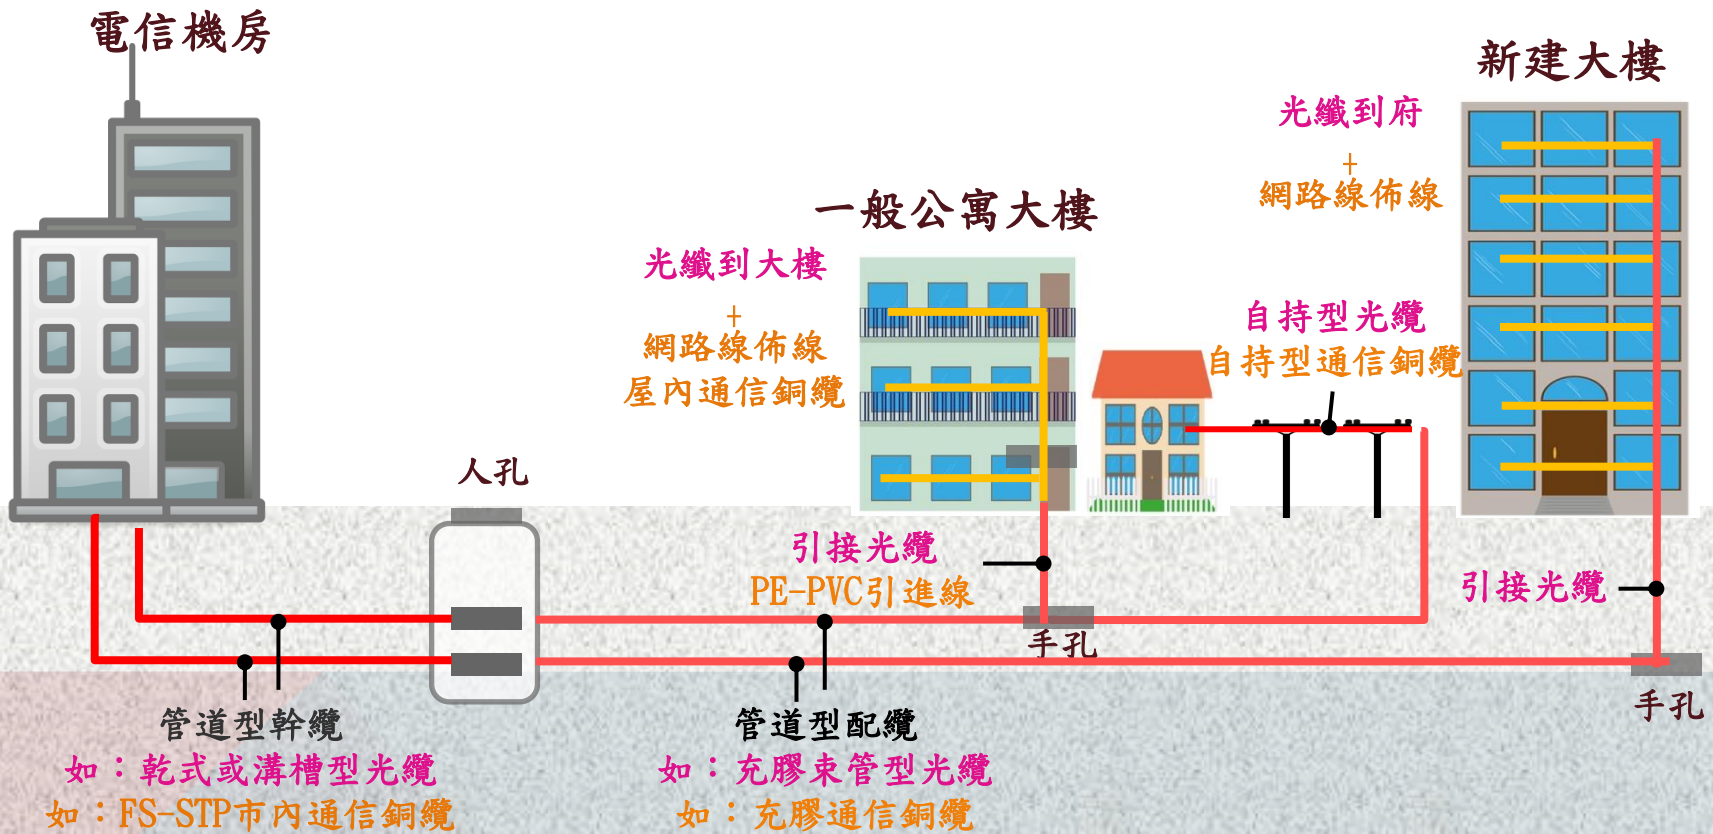 電信機房
新建大樓
光纖到府
+
網路線佈線
一般公寓大樓
光纖到大樓
+
網路線佈線
屋內通信銅纜
自持型光纜
自持型通信銅纜
人孔
引接光纜
PE-PVC引進線
引接光纜
手孔
手孔
管道型幹纜
如：乾式或溝槽型光纜
如：FS-STP市內通信銅纜
管道型配纜
如：充膠束管型光纜
如：充膠通信銅纜